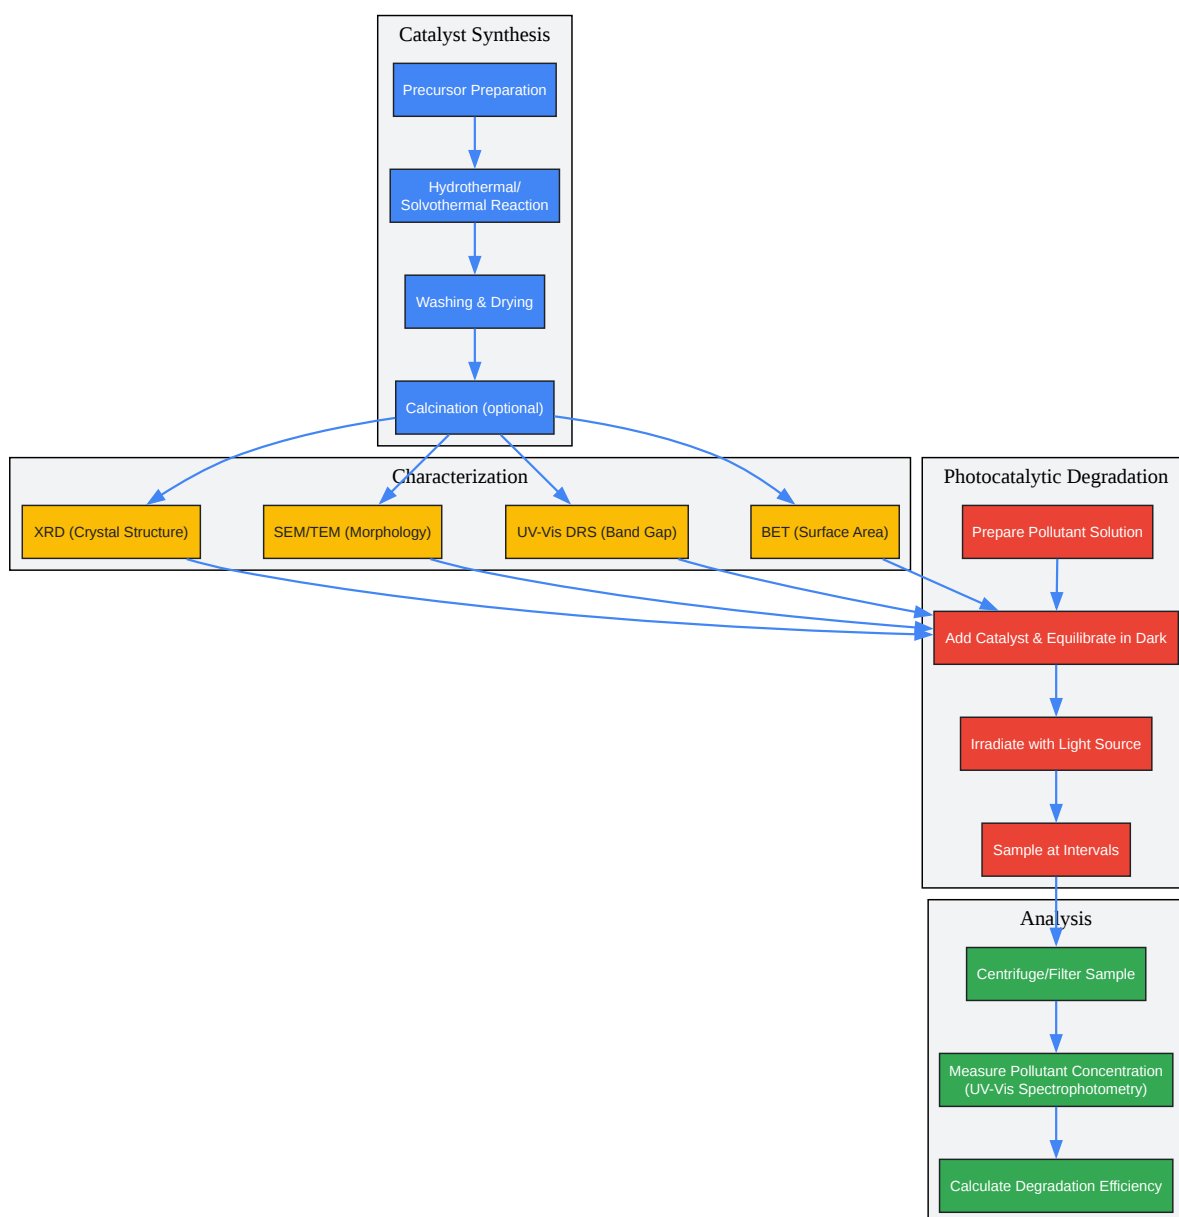 Catalyst Synthesis
Precursor Preparation
Hydrothermal/
Solvothermal Reaction
Washing & Drying
Calcination (optional)
Characterization
XRD (Crystal Structure)
SEM/TEM (Morphology)
UV-Vis DRS (Band Gap)
BET (Surface Area)
Photocatalytic Degradation
Prepare Pollutant Solution
Add Catalyst & Equilibrate in Dark
Irradiate with Light Source
Sample at Intervals
Analysis
Centrifuge/Filter Sample
Measure Pollutant Concentration
(UV-Vis Spectrophotometry)
Calculate Degradation Efficiency